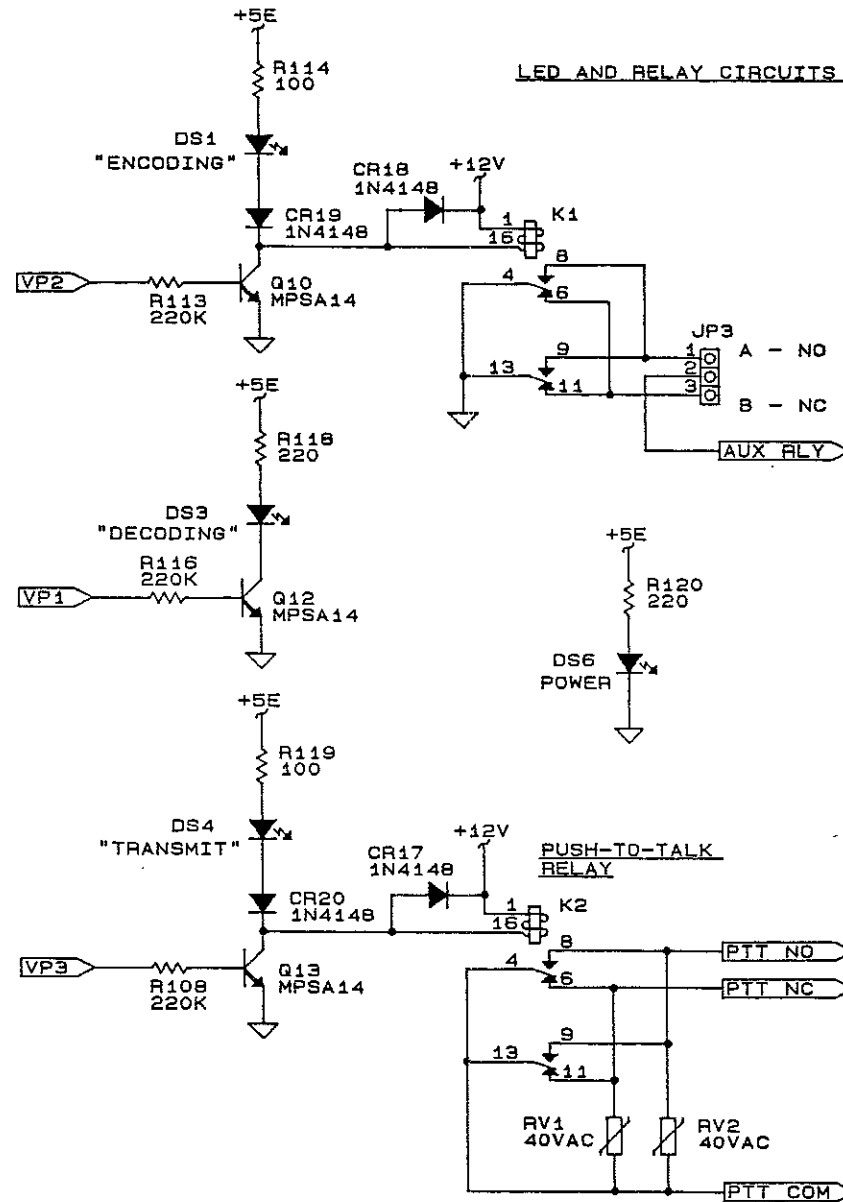 LED AND RELAY CIRCUITS
+5E
R114
100
DS1
"ENCODING"
CR18
1N4148
+12V
CR19
1N4148
1
16
K1
VP2
R113
220K
Q10
MPSA14
4
8
6
13
9
11
JP3
1
2
3
A - NO
B - NC
AUX RLY
+5E
R118
220
DS3
"DECODING"
R116
220K
VP1
Q12
MPSA14
+5E
R120
220
DS6
POWER
+5E
R119
100
DS4
"TRANSMIT"
CR17
1N4148
+12V
PUSH-TO-TALK
RELAY
CR20
1N4148
1
16
K2
VP3
R108
220K
Q13
MPSA14
4
8
6
13
9
11
PTT NO
PTT NC
RV1
40VAC
RV2
40VAC
PTT COM